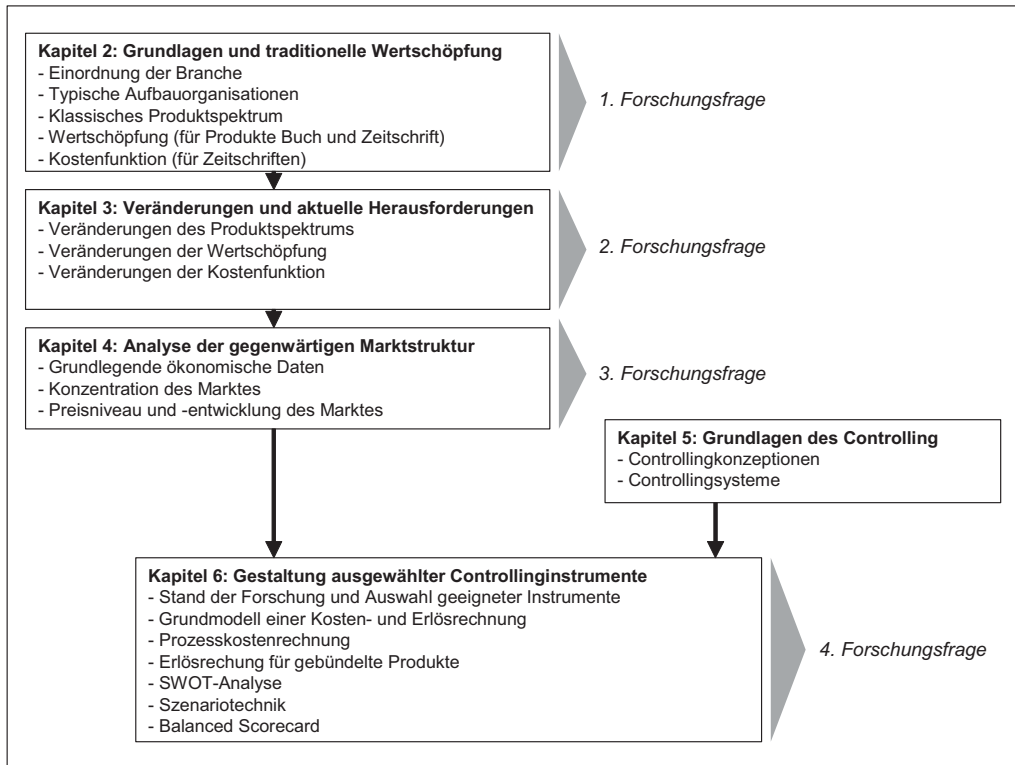 Kapitel 2: Grundlagen und traditionelle Wertschöpfung
- Einordnung der Branche
- Typische Aufbauorganisationen
- Klassisches Produktspektrum
- Wertschöpfung (für Produkte Buch und Zeitschrift)
- Kostenfunktion (für Zeitschriften)
1. Forschungsfrage
Kapitel 3: Veränderungen und aktuelle Herausforderungen
- Veränderungen des Produktspektrums
- Veränderungen der Wertschöpfung
- Veränderungen der Kostenfunktion
2. Forschungsfrage
Kapitel 4: Analyse der gegenwärtigen Marktstruktur
- Grundlegende ökonomische Daten
- Konzentration des Marktes
- Preisniveau und -entwicklung des Marktes
3. Forschungsfrage
Kapitel 5: Grundlagen des Controlling
- Controllingkonzeptionen
- Controllingsysteme
Kapitel 6: Gestaltung ausgewählter Controllinginstrumente
- Stand der Forschung und Auswahl geeigneter Instrumente
- Grundmodell einer Kosten- und Erlösrechnung
- Prozesskostenrechnung
- Erlösrechung für gebündelte Produkte
- SWOT-Analyse
- Szenariotechnik
- Balanced Scorecard
4. Forschungsfrage